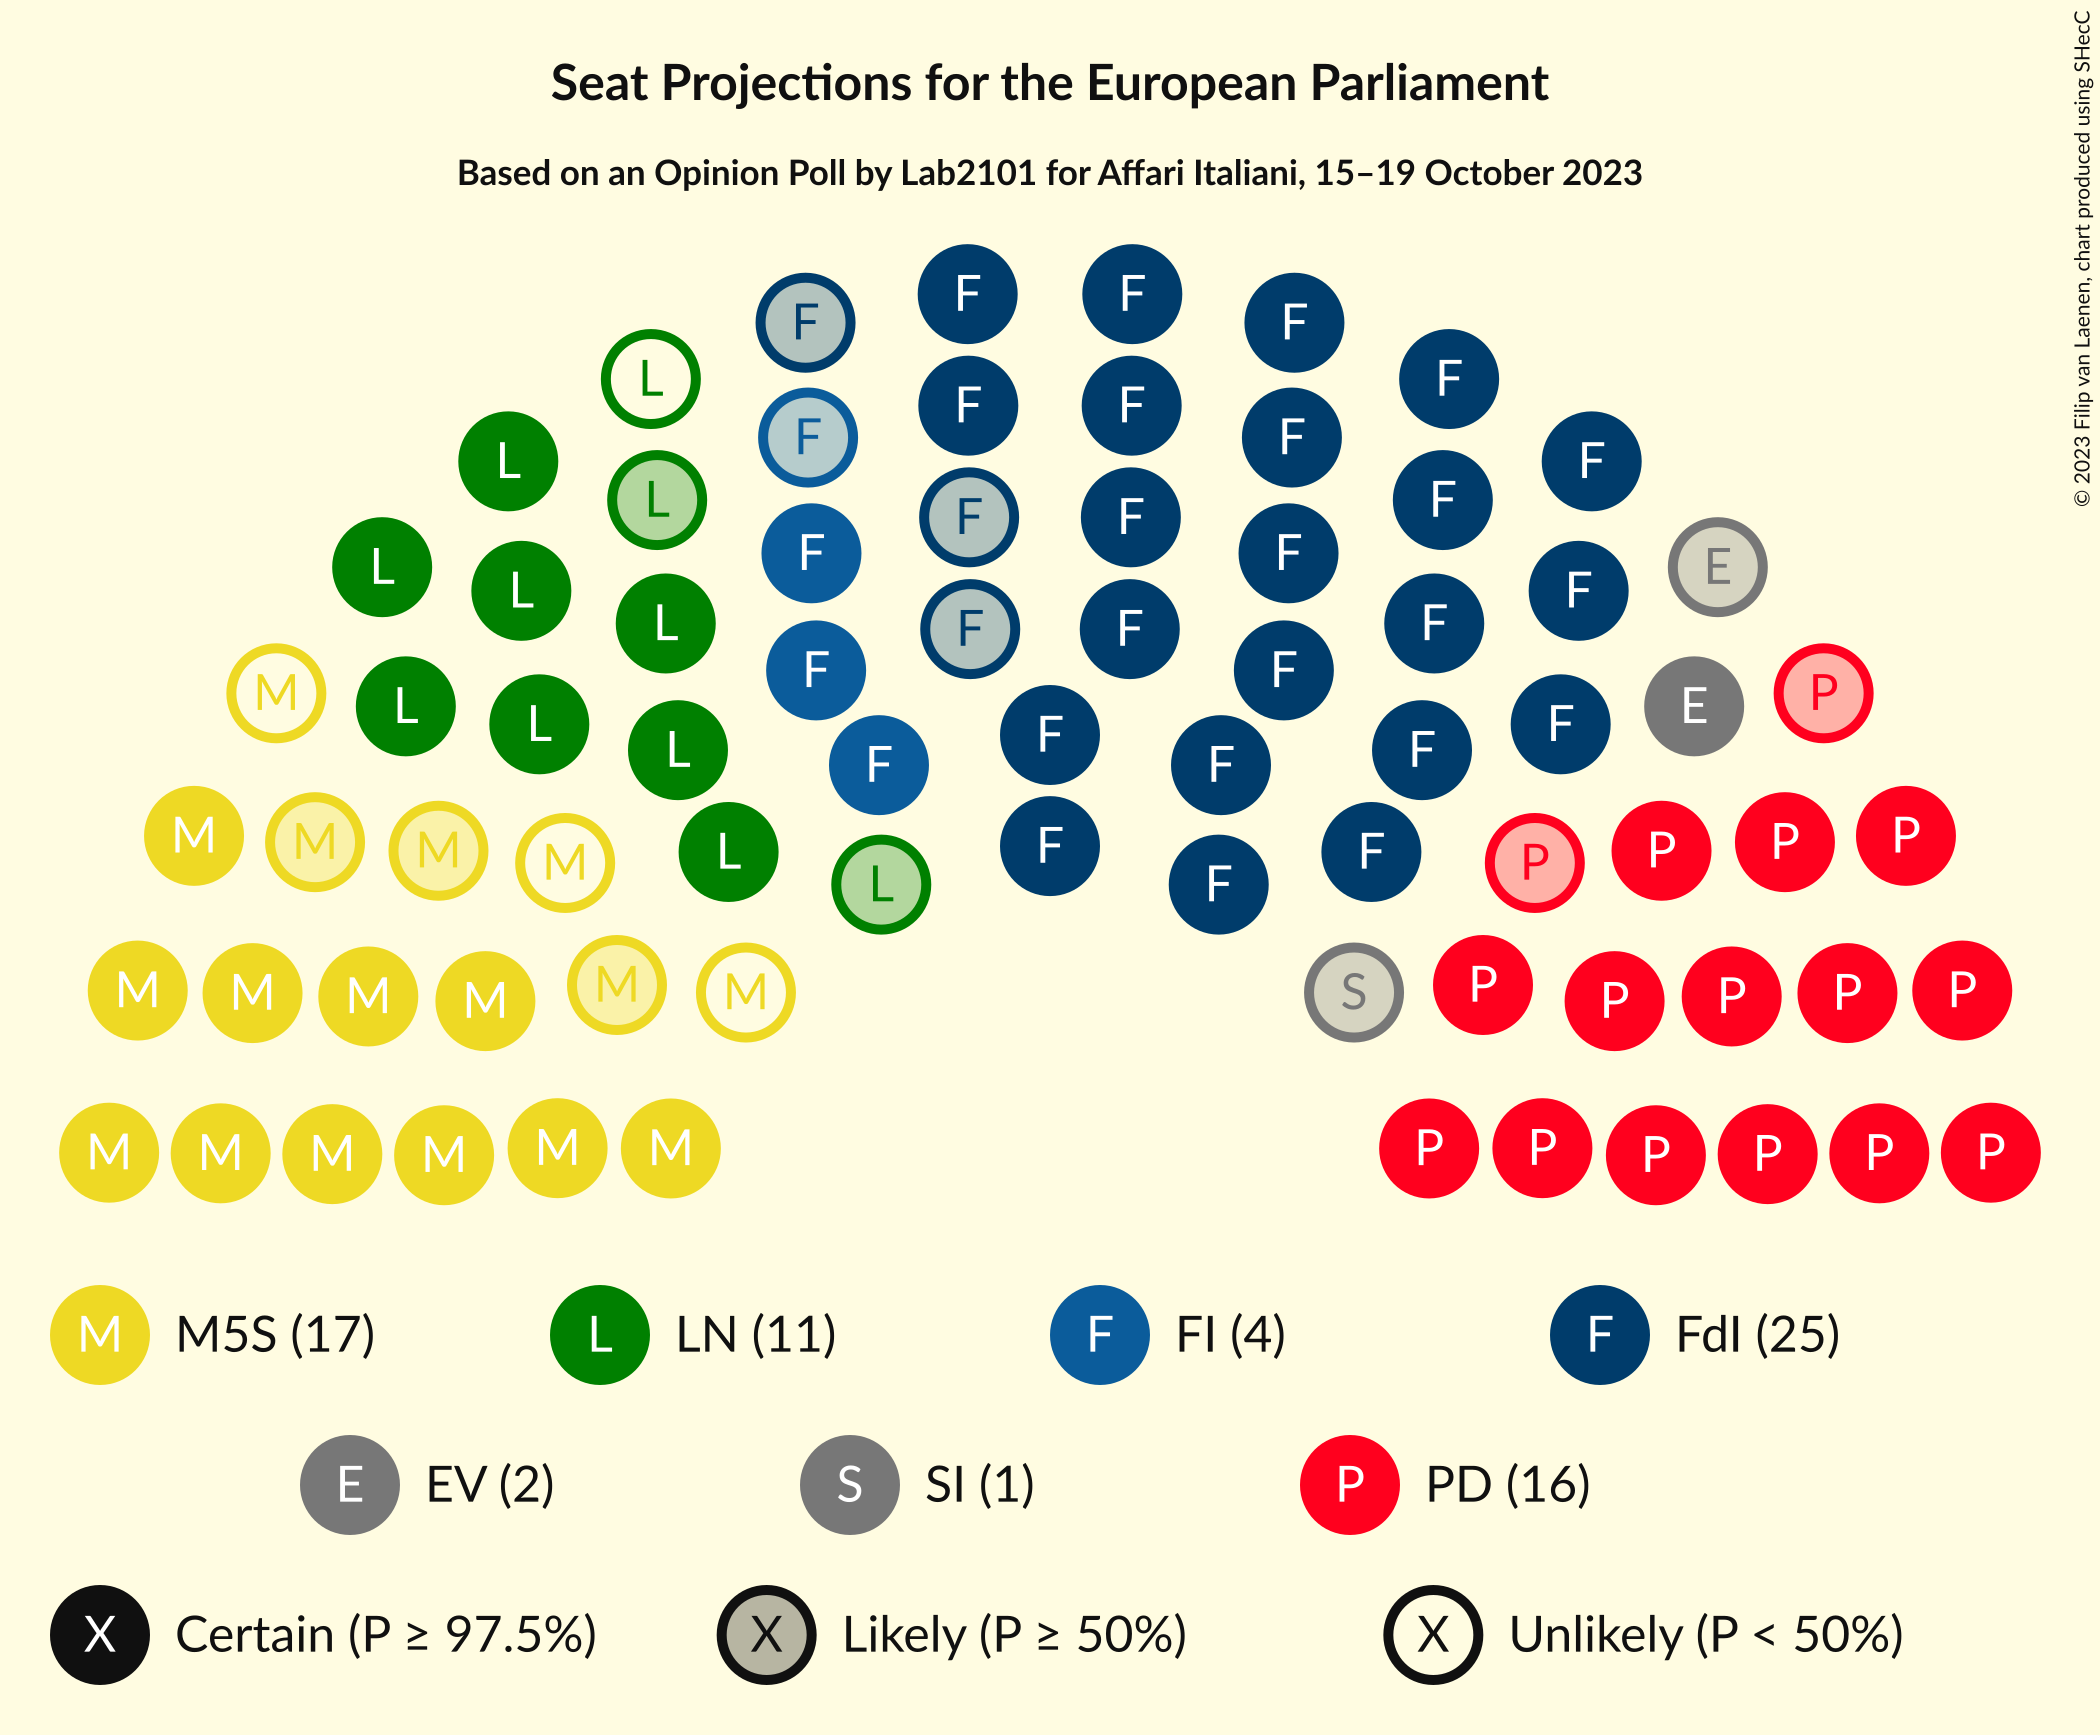 Seat Projections for the European Parliament
Based on an Opinion Poll by Lab2101 for Affari Italiani, 15–19 October 2023
© 2023 Filip van Laenen, chart produced using SHecC
F F
F F
L F
F F
F F
L F F
L F
L F F
L E
F F
L L F F
L F
F F
M P
L E
L F
F F
L F
F F
M P
M P
M P
L F
M P
L F F
M P
M S
M P
M P
M P
M P
M P
M M M M M M P P P P P P
M M5S (17) L LN (11) F FI (4) F FdI (25)
E EV (2) S SI (1) P PD (16)
X Certain (P ≥ 97.5%) X Likely (P ≥ 50%) X Unlikely (P < 50%)